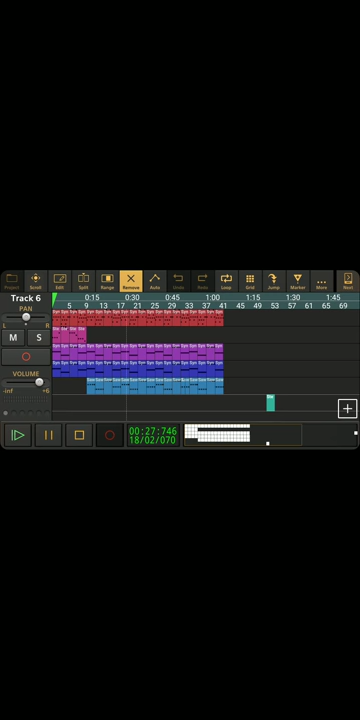 Project Scroll Edit Split Range Remove Auto Undo Redo Loop Grid Jump Marker More Next
Track 6 0:15 0:30 0:45 1:00 1:15 1:30 1:45
5 9 13 17 21 25 29 33 37 41 45 49 53 57 61 65 69
PAN
L R
M S
VOLUME
-inf +6
00:27:746
18/02/070